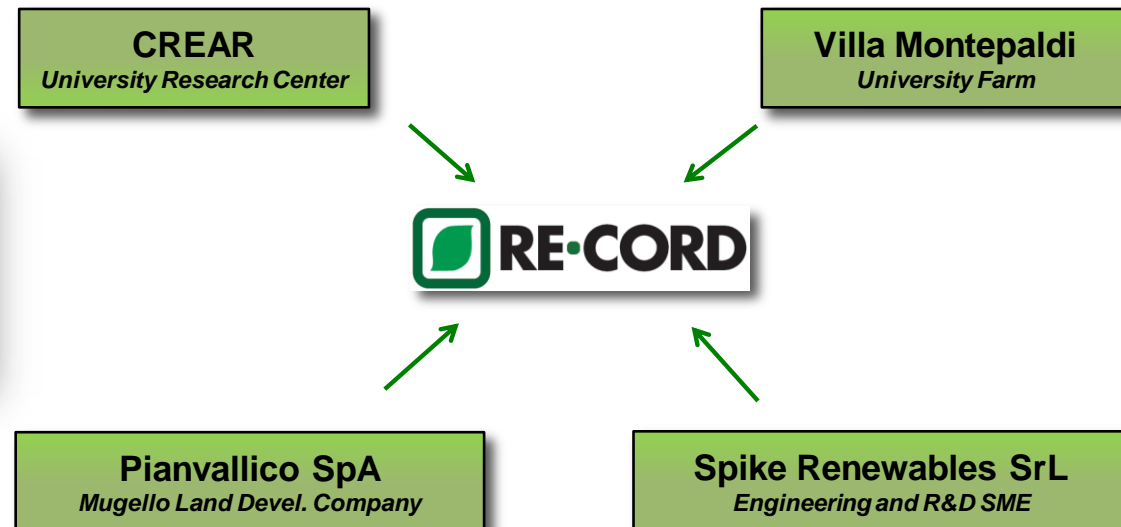 CREAR
University Research Center
Villa Montepaldi
University Farm
RE·CORD
Pianvallico SpA
Mugello Land Devel. Company
Spike Renewables SrL
Engineering and R&D SME